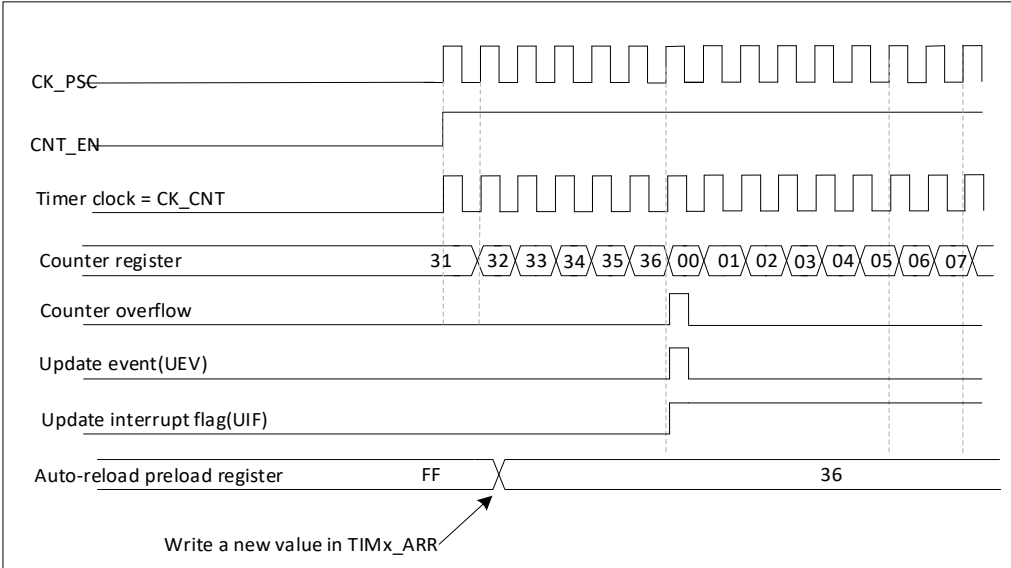 CK_PSC
CNT_EN
Timer clock = CK_CNT
Counter register 31 32 33 34 35 36 00 01 02 03 04 05 06 07
Counter overflow
Update event(UEV)
Update interrupt flag(UIF)
Auto-reload preload register FF 36
Write a new value in TIMx_ARR